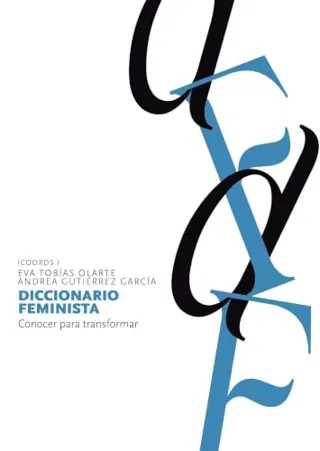 (COORDS.)
EVA TOBÍAS OLARTE
ANDREA GUTIÉRREZ GARCÍA
DICCIONARIO
FEMINISTA
Conocer para transformar
d
F
d
F